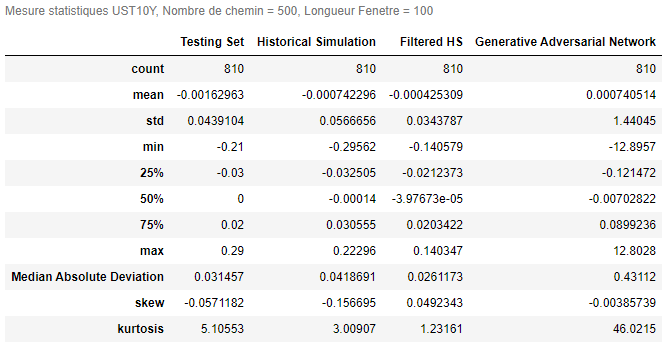 Mesure statistiques UST10Y, Nombre de chemin = 500, Longueur Fenetre = 100
Testing Set Historical Simulation Filtered HS Generative Adversarial Network
count 810 810 810 810
mean -0.00162963 -0.000742296 -0.000425309 0.000740514
std 0.0439104 0.0566656 0.0343787 1.44045
min -0.21 -0.29562 -0.140579 -12.8957
25% -0.03 -0.032505 -0.0212373 -0.121472
50% 0 -0.00014 -3.97673e-05 -0.00702822
75% 0.02 0.030555 0.0203422 0.0899236
max 0.29 0.22296 0.140347 12.8028
Median Absolute Deviation 0.031457 0.0418691 0.0261173 0.43112
skew -0.0571182 -0.156695 0.0492343 -0.00385739
kurtosis 5.10553 3.00907 1.23161 46.0215